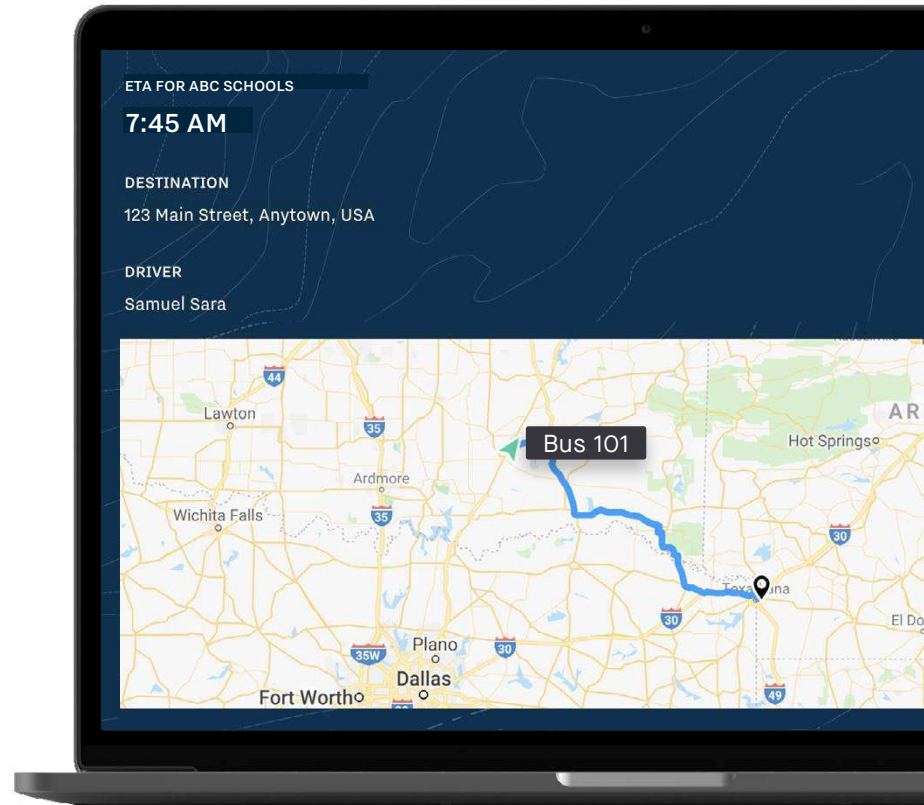 ETA FOR ABC SCHOOLS
7:45 AM
DESTINATION
123 Main Street, Anytown, USA
DRIVER
Samuel Sara
44
Lawton
35
AR
Bus 101
Hot Springs
Ardmore
Wichita Falls
35
30
Texarkana
30
El Do
Plano
35W
30
Dallas
Fort Worth
49